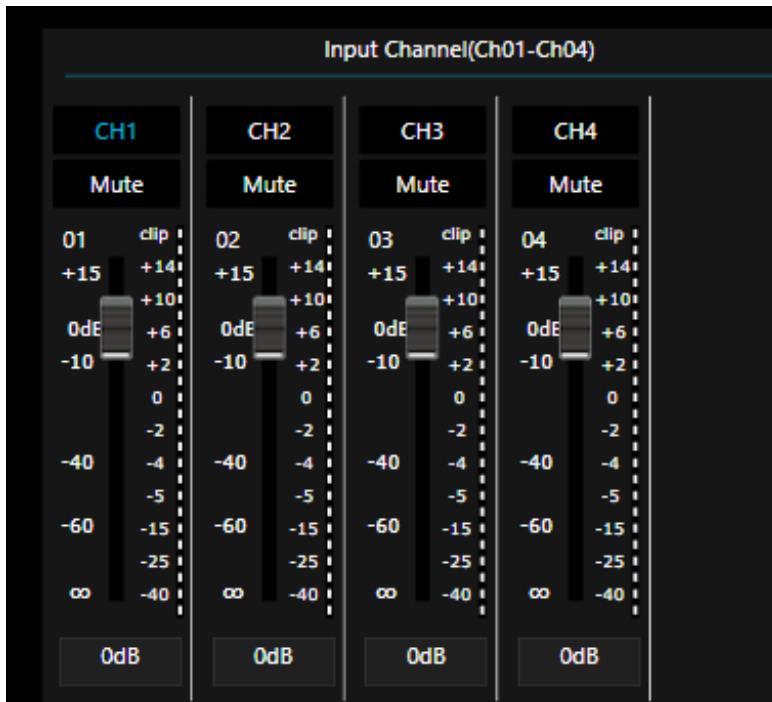 Input Channel(Ch01-Ch04)
CH1 CH2 CH3 CH4
Mute Mute Mute Mute
01 clip 02 clip 03 clip 04 clip
+15 +14 +15 +14 +15 +14 +15 +14
+10 +10 +10 +10
0dB +6 0dB +6 0dB +6 0dB +6
-10 +2 -10 +2 -10 +2 -10 +2
0 0 0 0
-2 -2 -2 -2
-40 -4 -40 -4 -40 -4 -40 -4
-5 -5 -5 -5
-60 -15 -60 -15 -60 -15 -60 -15
-25 -25 -25 -25
∞ -40 ∞ -40 ∞ -40 ∞ -40
0dB 0dB 0dB 0dB